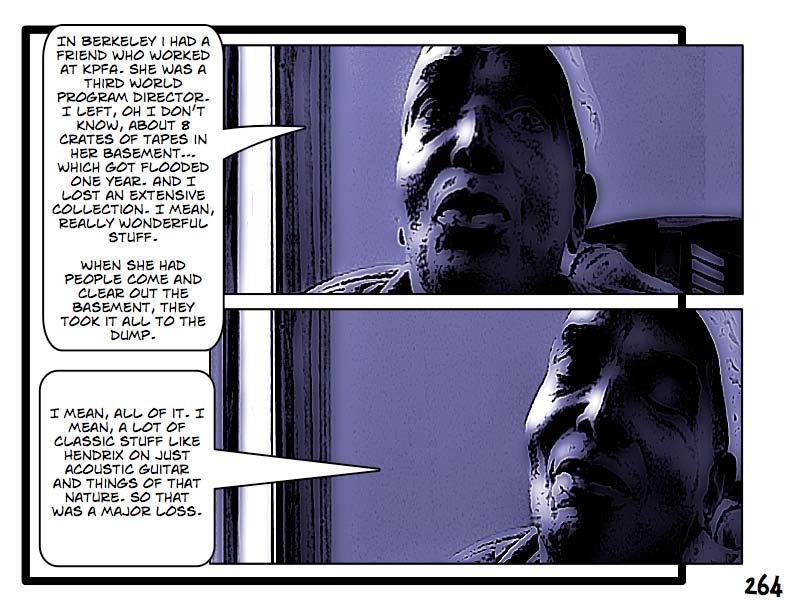 IN BERKELEY I HAD A
FRIEND WHO WORKED
AT KPFA. SHE WAS A
THIRD WORLD
PROGRAM DIRECTOR.
I LEFT, OH I DON'T
KNOW, ABOUT 8
CRATES OF TAPES IN
HER BASEMENT...
WHICH GOT FLOODED
ONE YEAR. AND I
LOST AN EXTENSIVE
COLLECTION. I MEAN,
REALLY WONDERFUL
STUFF.
WHEN SHE HAD
PEOPLE COME AND
CLEAR OUT THE
BASEMENT, THEY
TOOK IT ALL TO THE
DUMP.
I MEAN, ALL OF IT. I
MEAN, A LOT OF
CLASSIC STUFF LIKE
HENDRIX ON JUST
ACOUSTIC GUITAR
AND THINGS OF THAT
NATURE. SO THAT
WAS A MAJOR LOSS.
264